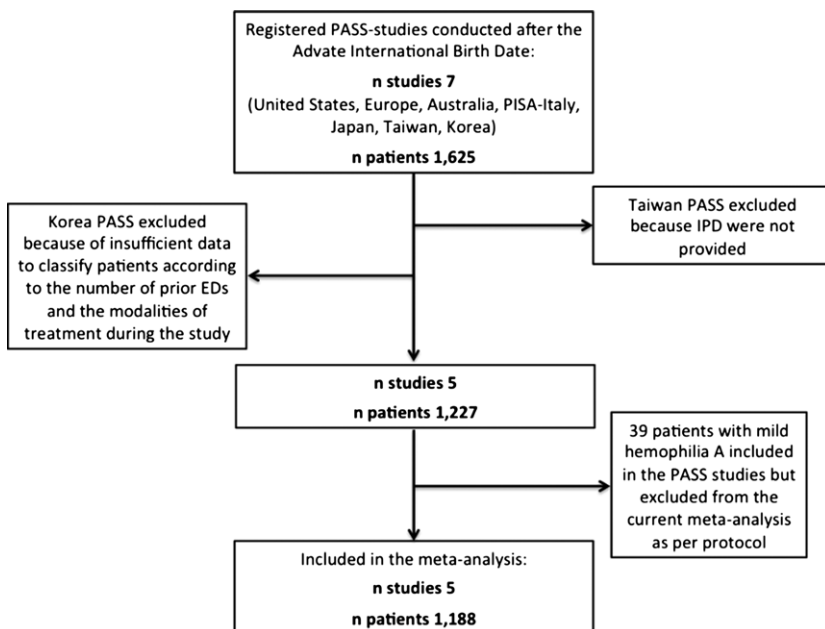 Registered PASS-studies conducted after the
Advate International Birth Date:
n studies 7
(United States, Europe, Australia, PISA-Italy,
Japan, Taiwan, Korea)
n patients 1,625
Korea PASS excluded
because of insufficient data
to classify patients according
to the number of prior EDs
and the modalities of
treatment during the study
Taiwan PASS excluded
because IPD were not
provided
n studies 5
n patients 1,227
39 patients with mild
hemophilia A included
in the PASS studies but
excluded from the
current meta-analysis
as per protocol
Included in the meta-analysis:
n studies 5
n patients 1,188